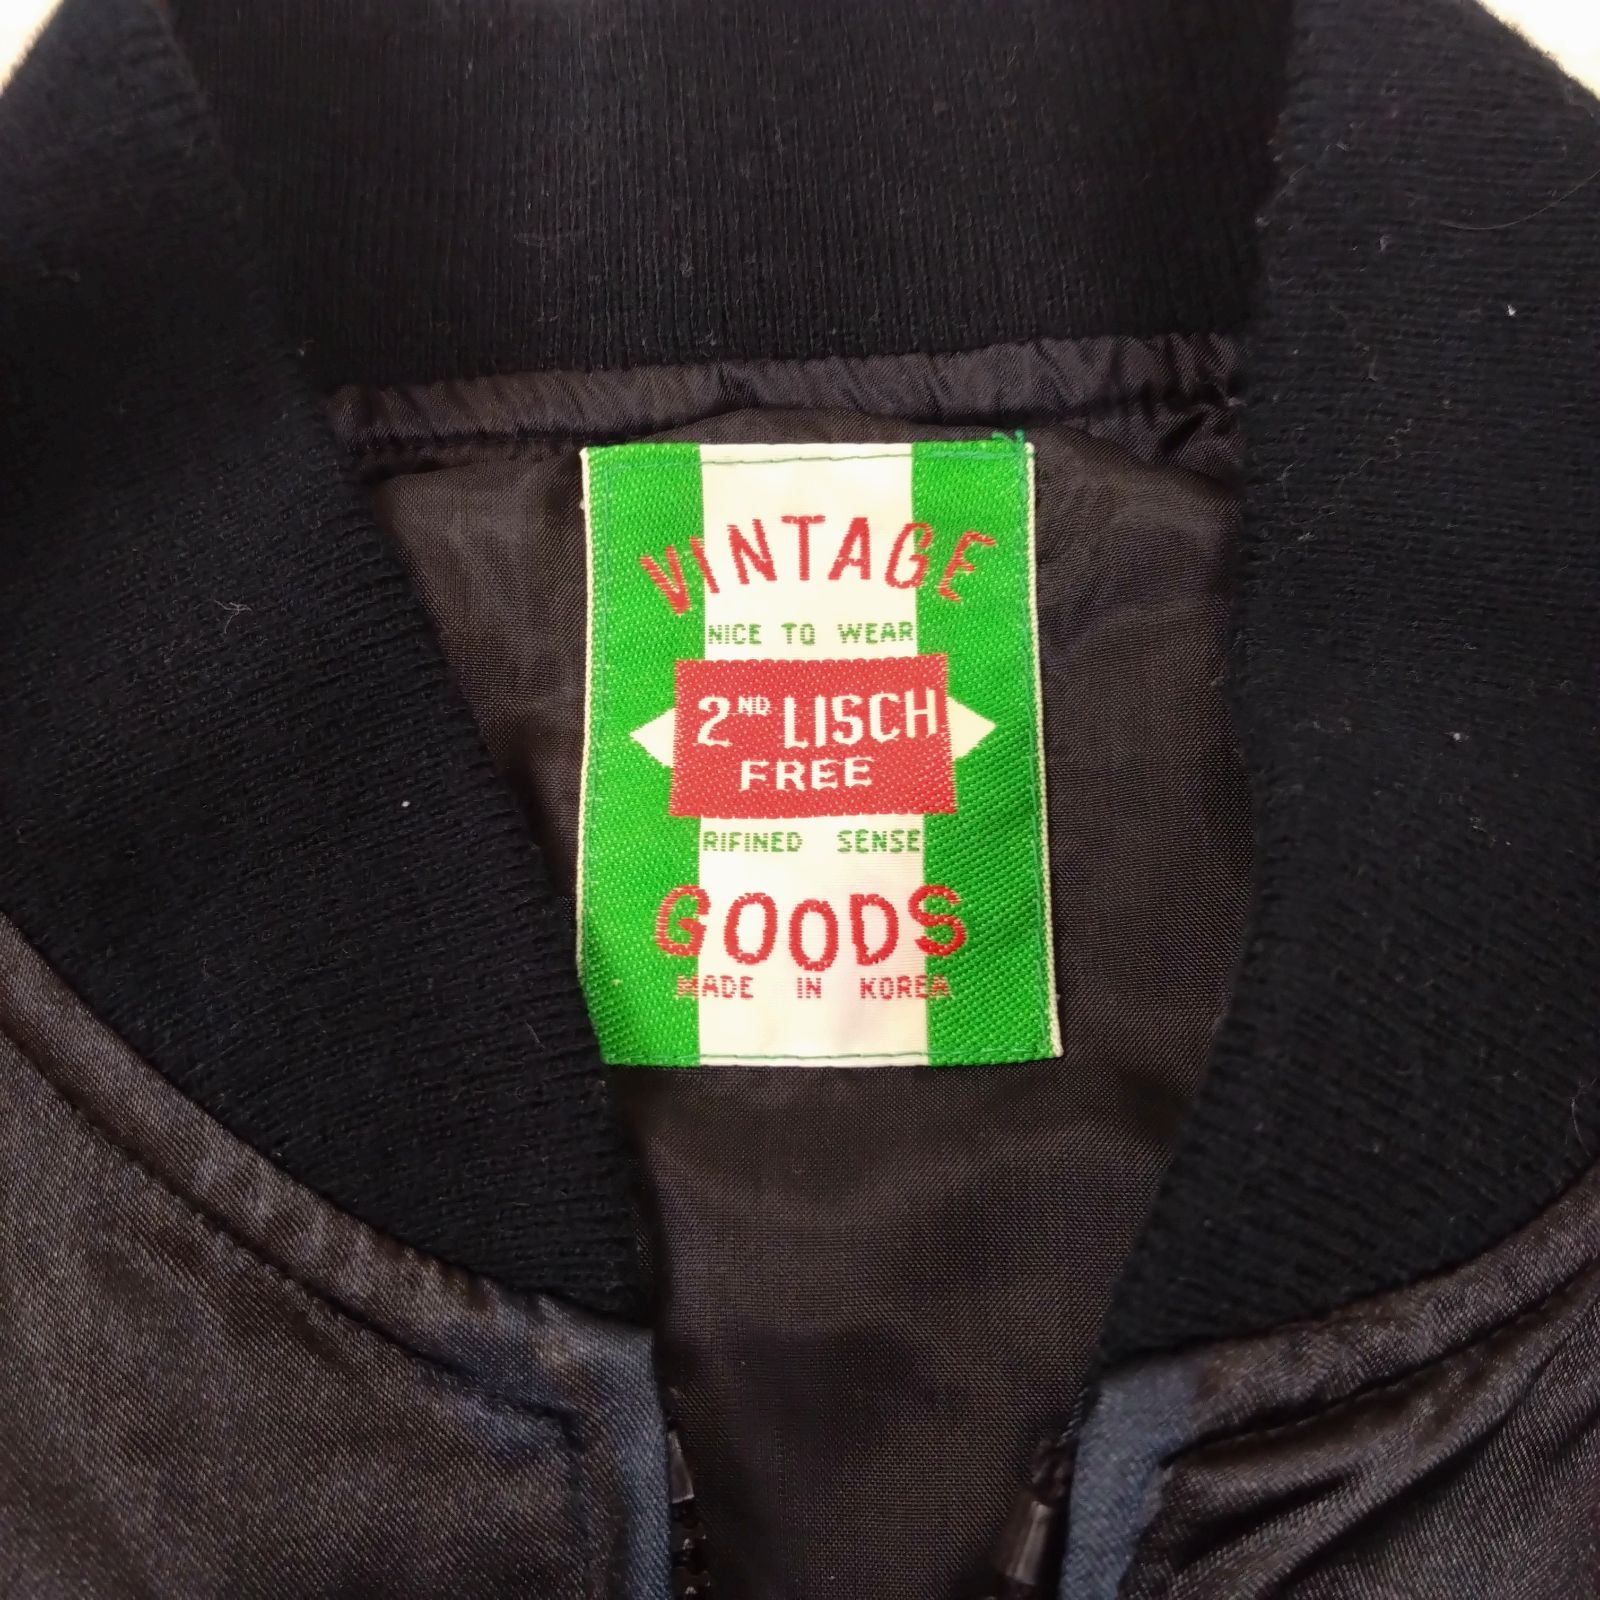 VINTAGE
NICE TO WEAR
2ND LISCH
FREE
RIFINED SENSE
GOODS
MADE IN KOREA